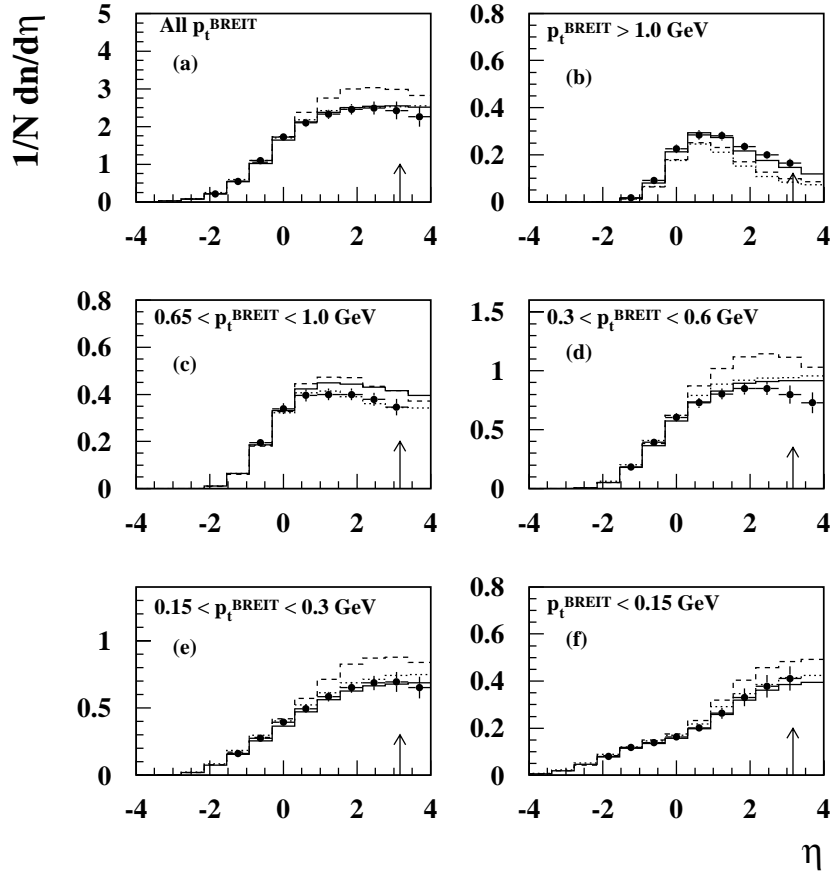 1/N dn/dη
All p_t^BREIT
(a)
5
4
3
2
1
0
-4 -2 0 2 4
p_t^BREIT > 1.0 GeV
(b)
0.8
0.6
0.4
0.2
0
-4 -2 0 2 4
0.65 < p_t^BREIT < 1.0 GeV
(c)
0.8
0.6
0.4
0.2
0
-4 -2 0 2 4
0.3 < p_t^BREIT < 0.6 GeV
(d)
1.5
1
0.5
0
-4 -2 0 2 4
0.15 < p_t^BREIT < 0.3 GeV
(e)
1
0.5
0
-4 -2 0 2 4
p_t^BREIT < 0.15 GeV
(f)
0.8
0.6
0.4
0.2
0
-4 -2 0 2 4
η